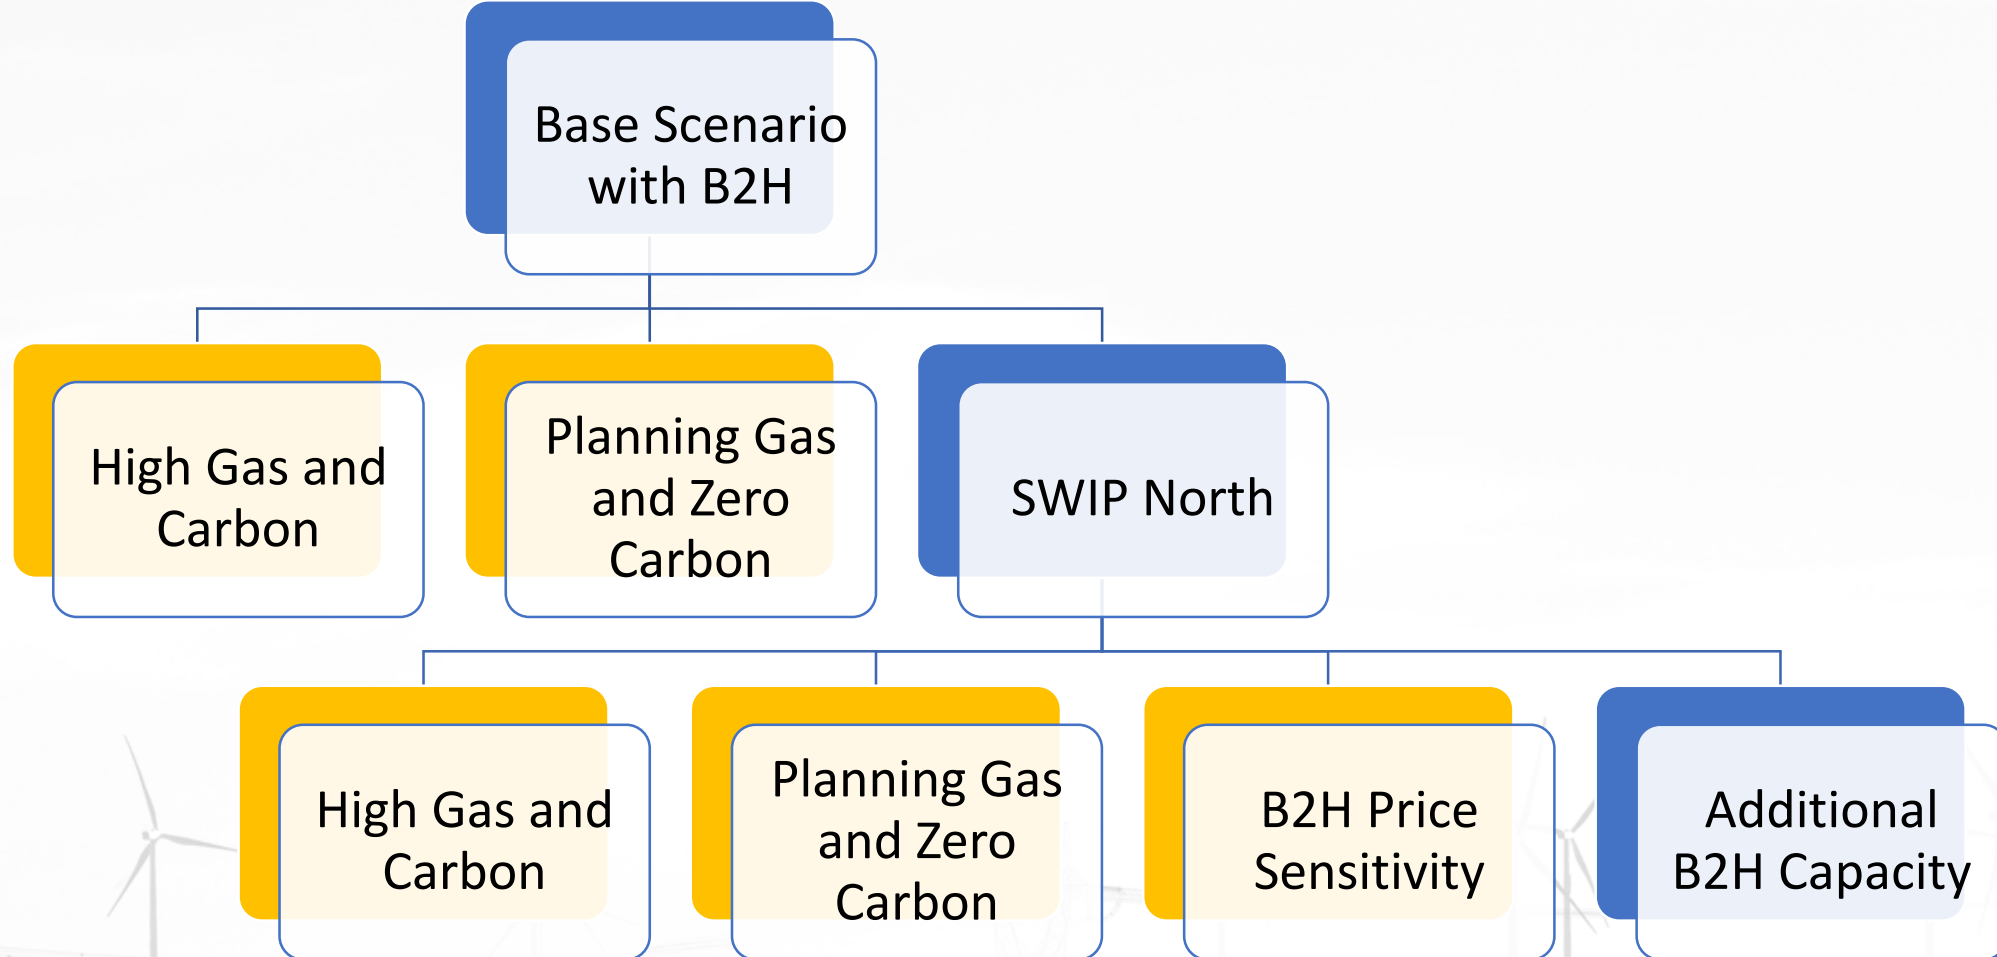 Base Scenario
with B2H
High Gas and
Carbon
Planning Gas
and Zero
Carbon
SWIP North
High Gas and
Carbon
Planning Gas
and Zero
Carbon
B2H Price
Sensitivity
Additional
B2H Capacity